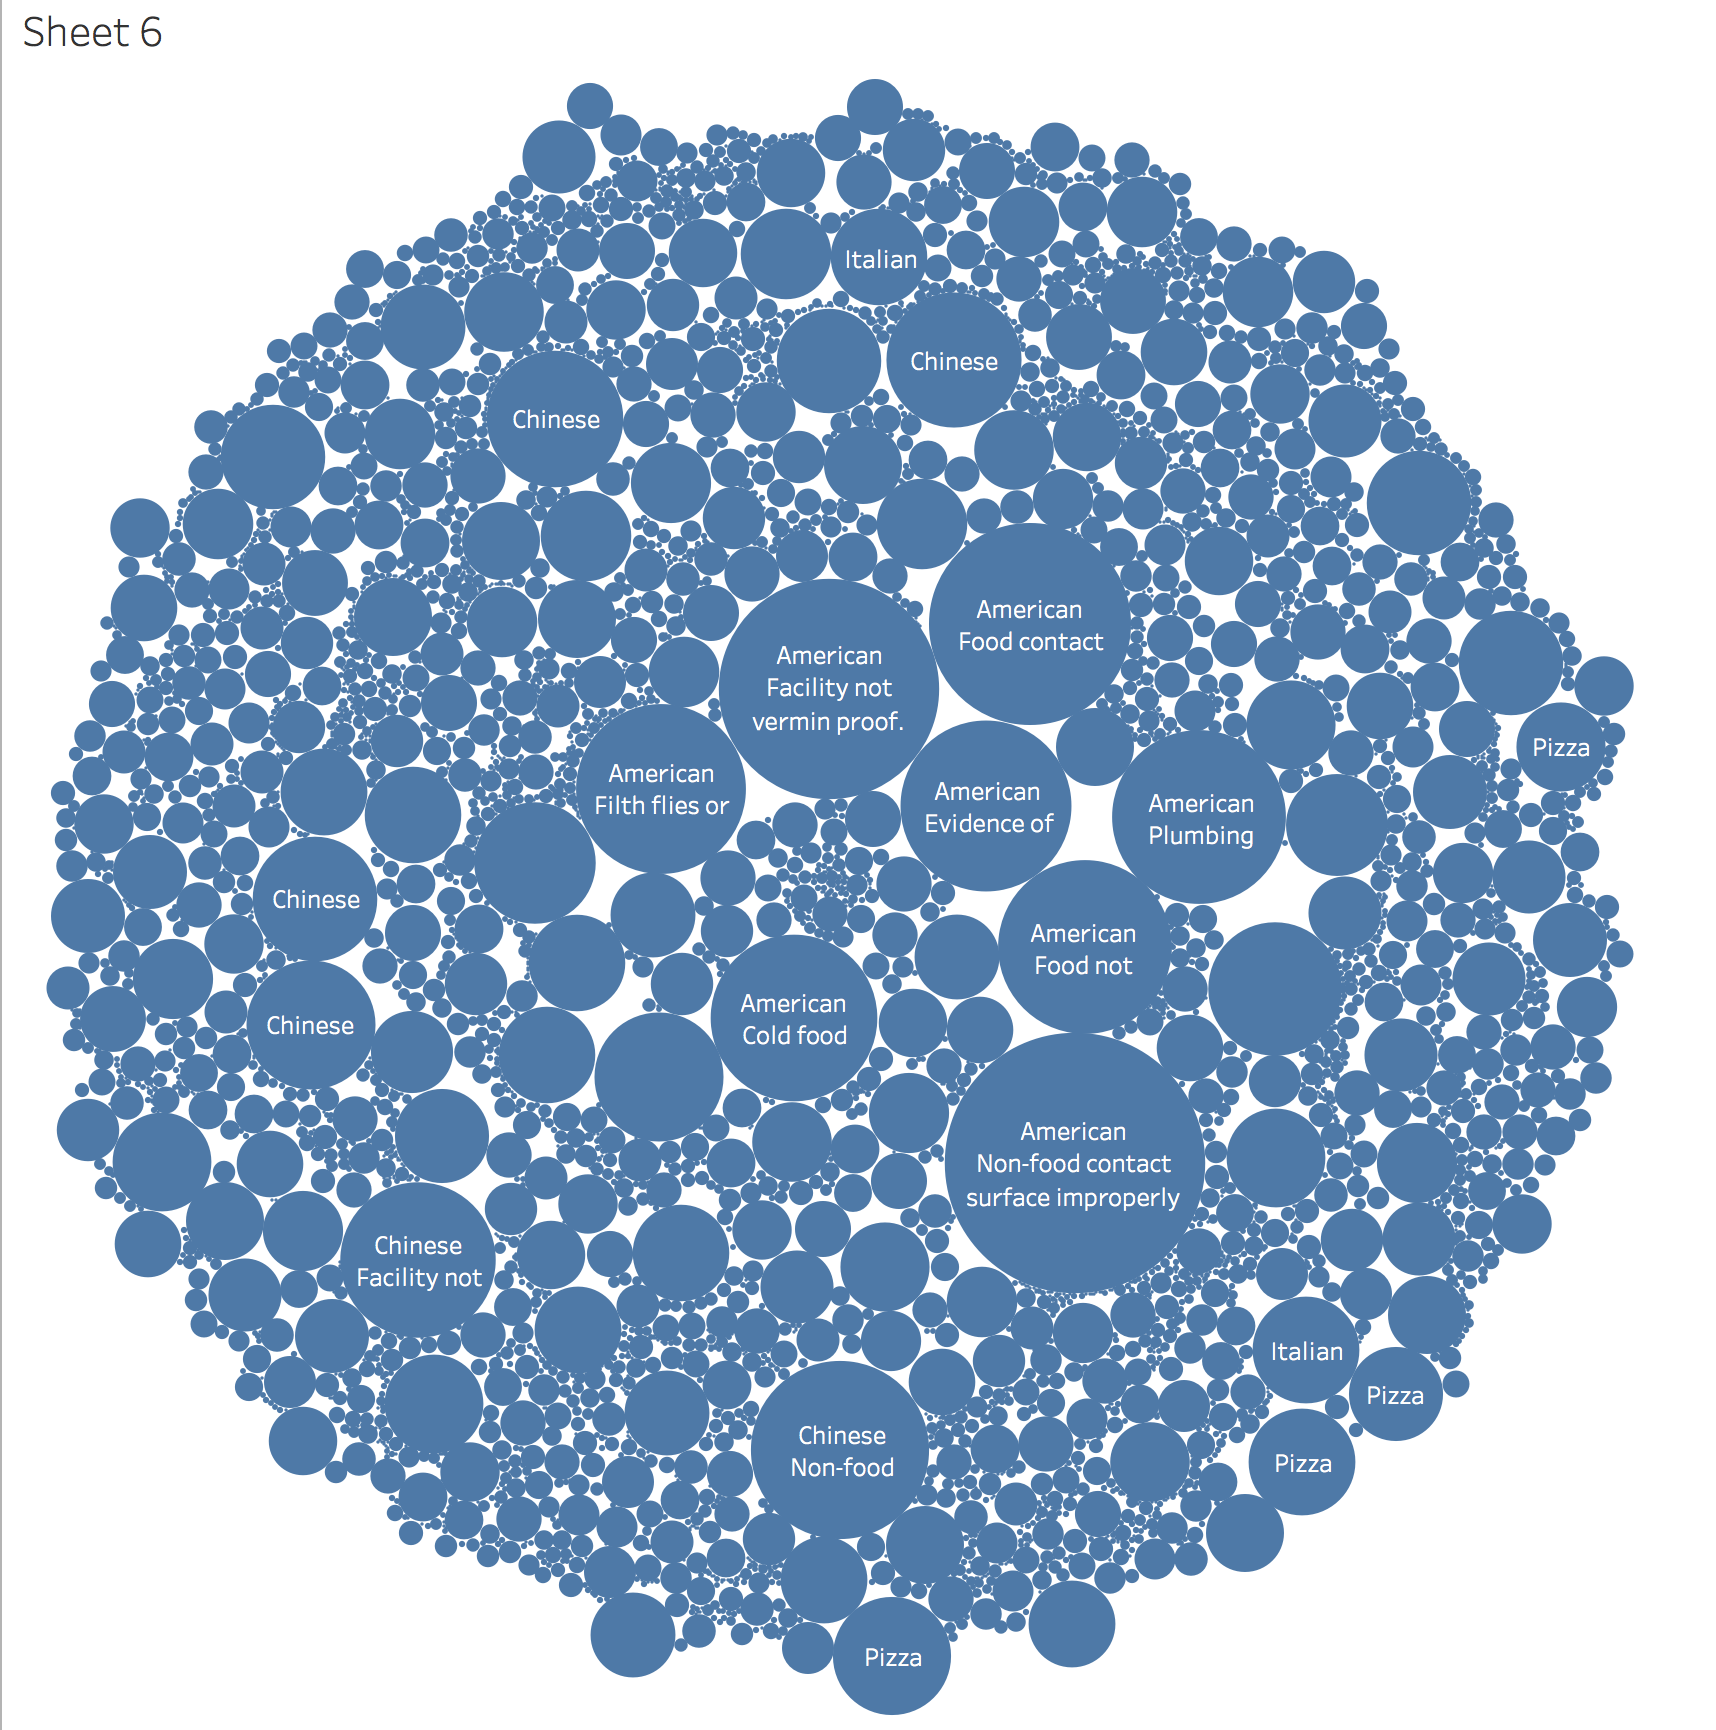 Sheet 6
Italian
Chinese
Chinese
American
Food contact
American
Facility not
vermin proof.
Pizza
American
Filth flies or
American
Evidence of
American
Plumbing
Chinese
American
Food not
American
Cold food
Chinese
American
Non-food contact
surface improperly
Chinese
Facility not
Italian
Pizza
Chinese
Non-food
Pizza
Pizza